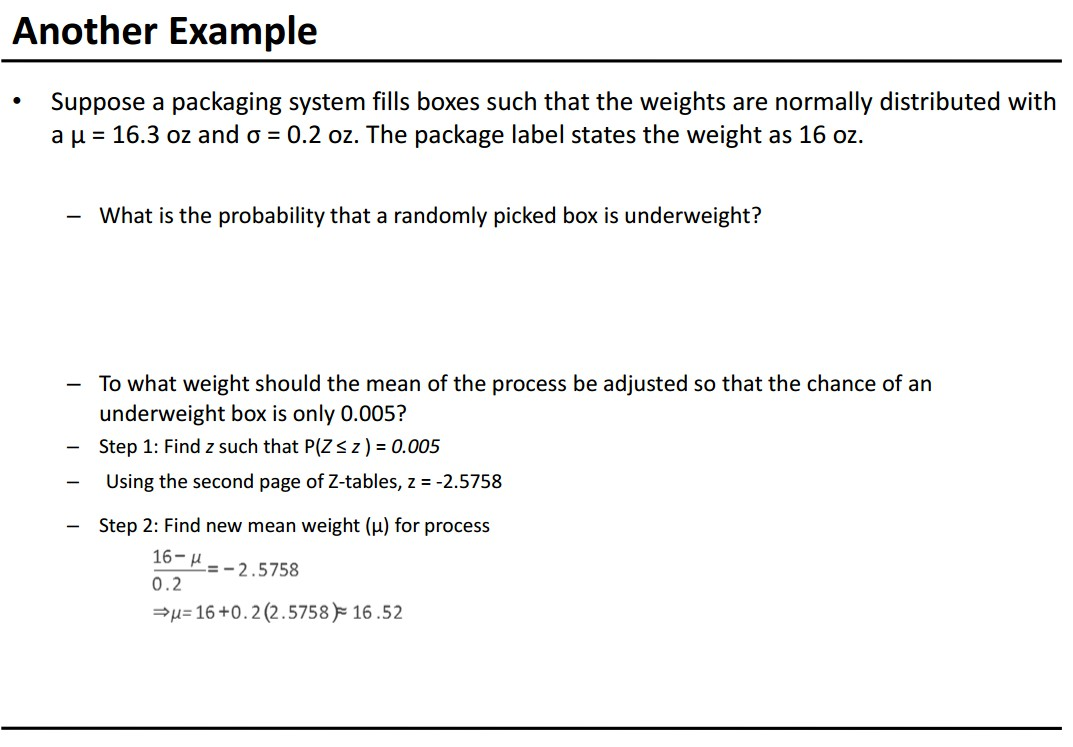 Another Example
• Suppose a packaging system fills boxes such that the weights are normally distributed with
a μ = 16.3 oz and σ = 0.2 oz. The package label states the weight as 16 oz.
– What is the probability that a randomly picked box is underweight?
– To what weight should the mean of the process be adjusted so that the chance of an
underweight box is only 0.005?
– Step 1: Find z such that P(Z ≤ z ) = 0.005
– Using the second page of Z-tables, z = -2.5758
– Step 2: Find new mean weight (μ) for process
16− μ
= −2.5758
0.2
⇒μ= 16+0.2(2.5758)≈ 16.52